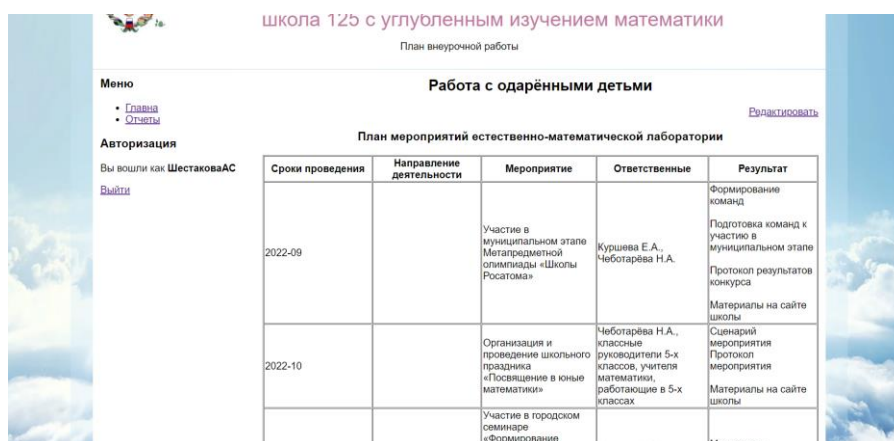 школа 125 с углубленным изучением математики
План внеурочной работы
Меню
Главна
Отчеты
Авторизация
Вы вошли как ШестаковаАС
Выйти
Работа с одарёнными детьми
Редактировать
План мероприятий естественно-математической лаборатории
Сроки проведения
Направление
деятельности
Мероприятие
Ответственные
Результат
2022-09
Участие в
муниципальном этапе
Метапредметной
олимпиады «Школы
Росатома»
Куршева Е.А.,
Чеботарёва Н.А.
Формирование
команд
Подготовка команд к
участию в
муниципальном этапе
Протокол результатов
конкурса
Материалы на сайте
школы
2022-10
Организация и
проведение школьного
праздника
«Посвящение в юные
математики»
Чеботарёва Н.А.,
классные
руководители 5-х
классов, учителя
математики,
работающие в 5-х
классах
Сценарий
мероприятия
Протокол
мероприятия
Материалы на сайте
школы
Участие в городском
семинаре
«Формирование